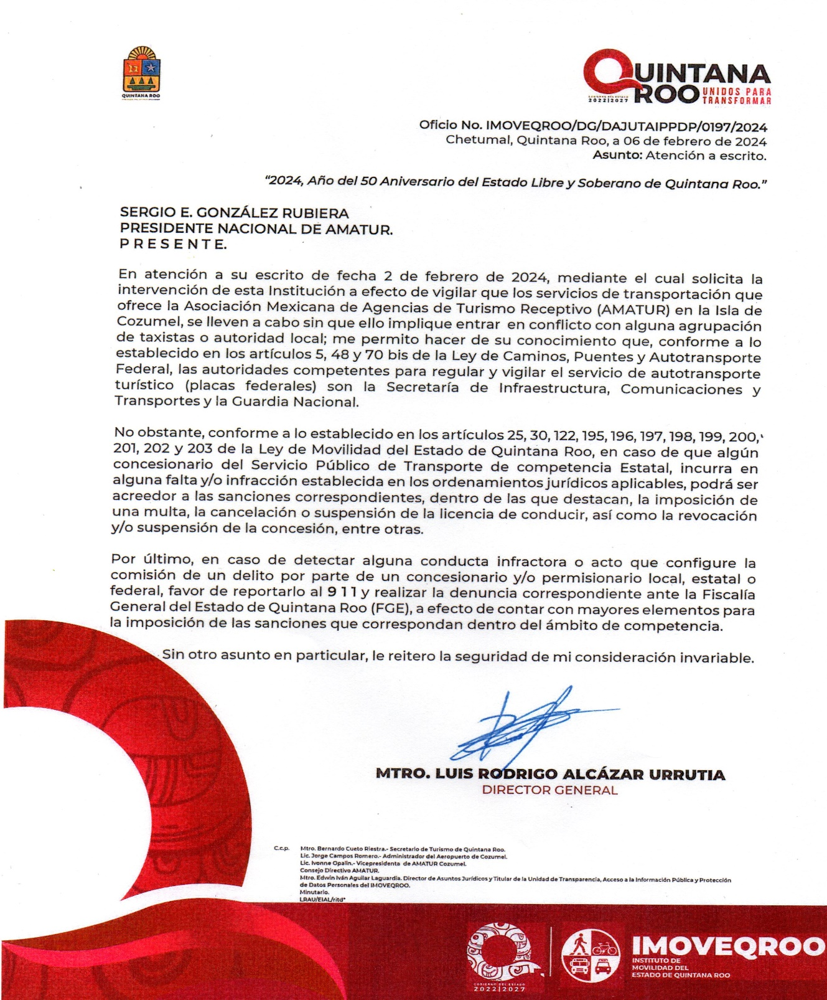 QUINTANA ROO
QUINTANA
ROO UNIDOS PARA
TRANSFORMAR
GOBIERNO DEL ESTADO
2022|2027
Oficio No. IMOVEQROO/DG/DAJUTAIPPDP/0197/2024
Chetumal, Quintana Roo, a 06 de febrero de 2024
Asunto: Atención a escrito.
“2024, Año del 50 Aniversario del Estado Libre y Soberano de Quintana Roo.”
SERGIO E. GONZÁLEZ RUBIERA
PRESIDENTE NACIONAL DE AMATUR.
P R E S E N T E.
En atención a su escrito de fecha 2 de febrero de 2024, mediante el cual solicita la
intervención de esta Institución a efecto de vigilar que los servicios de transportación que
ofrece la Asociación Mexicana de Agencias de Turismo Receptivo (AMATUR) en la Isla de
Cozumel, se lleven a cabo sin que ello implique entrar en conflicto con alguna agrupación
de taxistas o autoridad local; me permito hacer de su conocimiento que, conforme a lo
establecido en los artículos 5, 48 y 70 bis de la Ley de Caminos, Puentes y Autotransporte
Federal, las autoridades competentes para regular y vigilar el servicio de autotransporte
turístico (placas federales) son la Secretaría de Infraestructura, Comunicaciones y
Transportes y la Guardia Nacional.
No obstante, conforme a lo establecido en los artículos 25, 30, 122, 195, 196, 197, 198, 199, 200,
201, 202 y 203 de la Ley de Movilidad del Estado de Quintana Roo, en caso de que algún
concesionario del Servicio Público de Transporte de competencia Estatal, incurra en
alguna falta y/o infracción establecida en los ordenamientos jurídicos aplicables, podrá ser
acreedor a las sanciones correspondientes, dentro de las que destacan, la imposición de
una multa, la cancelación o suspensión de la licencia de conducir, así como la revocación
y/o suspensión de la concesión, entre otras.
Por último, en caso de detectar alguna conducta infractora o acto que configure la
comisión de un delito por parte de un concesionario y/o permisionario local, estatal o
federal, favor de reportarlo al 9 1 1 y realizar la denuncia correspondiente ante la Fiscalía
General del Estado de Quintana Roo (FGE), a efecto de contar con mayores elementos para
la imposición de las sanciones que correspondan dentro del ámbito de competencia.
Sin otro asunto en particular, le reitero la seguridad de mi consideración invariable.
MTRO. LUIS RODRIGO ALCÁZAR URRUTIA
DIRECTOR GENERAL
C.c.p. Mtro. Bernardo Cueto Riestra.- Secretario de Turismo de Quintana Roo.
Lic. Jorge Campos Romero.- Administrador del Aeropuerto de Cozumel.
Lic. Ivonne Opalin.- Vicepresidenta de AMATUR Cozumel.
Consejo Directivo AMATUR.
Mtro. Edwin Iván Aguilar Laguardia. Director de Asuntos Jurídicos y Titular de la Unidad de Transparencia, Acceso a la Información Pública y Protección
de Datos Personales del IMOVEQROO.
Minutario.
LRAU/EIAL/ritd*
GOBIERNO DEL ESTADO
2022|2027
IMOVEQROO
INSTITUTO DE
MOVILIDAD DEL
ESTADO DE QUINTANA ROO